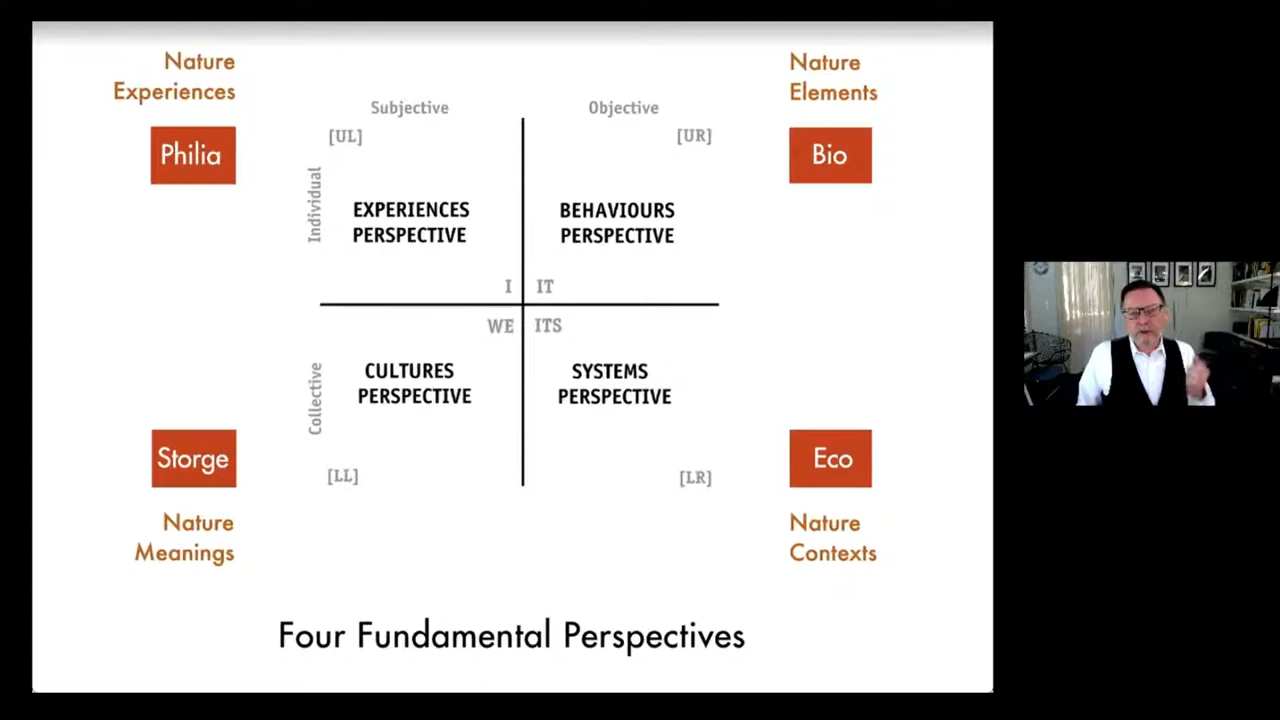 Nature
Experiences
Nature
Elements
Subjective
Objective
Philia
[UL]
[UR]
Bio
Individual
EXPERIENCES
PERSPECTIVE
BEHAVIOURS
PERSPECTIVE
I
IT
WE
ITS
Collective
CULTURES
PERSPECTIVE
SYSTEMS
PERSPECTIVE
Storge
[LL]
[LR]
Eco
Nature
Meanings
Nature
Contexts
Four Fundamental Perspectives